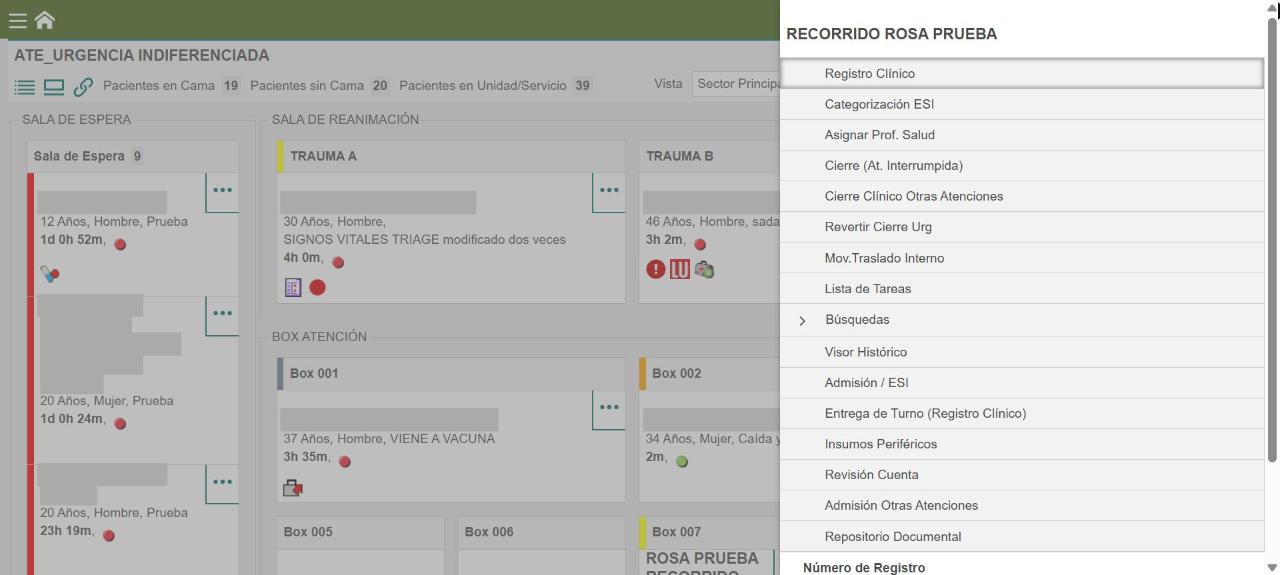 ATE_URGENCIA INDIFERENCIADA
Pacientes en Cama 19 Pacientes sin Cama 20 Pacientes en Unidad/Servicio 39 Vista Sector Principa
SALA DE ESPERA
Sala de Espera 9
12 Años, Hombre, Prueba
1d 0h 52m,
20 Años, Mujer, Prueba
1d 0h 24m,
20 Años, Hombre, Prueba
23h 19m,
SALA DE REANIMACIÓN
TRAUMA A
30 Años, Hombre,
SIGNOS VITALES TRIAGE modificado dos veces
4h 0m,
TRAUMA B
46 Años, Hombre, sada
3h 2m,
LU
BOX ATENCIÓN
Box 001
37 Años, Hombre, VIENE A VACUNA
3h 35m,
Box 002
34 Años, Mujer, Caída y
2m,
Box 005
Box 006
Box 007
ROSA PRUEBA
RECORRIDO
RECORRIDO ROSA PRUEBA
Registro Clínico
Categorización ESI
Asignar Prof. Salud
Cierre (At. Interrumpida)
Cierre Clínico Otras Atenciones
Revertir Cierre Urg
Mov.Traslado Interno
Lista de Tareas
Búsquedas
Visor Histórico
Admisión / ESI
Entrega de Turno (Registro Clínico)
Insumos Periféricos
Revisión Cuenta
Admisión Otras Atenciones
Repositorio Documental
Número de Registro